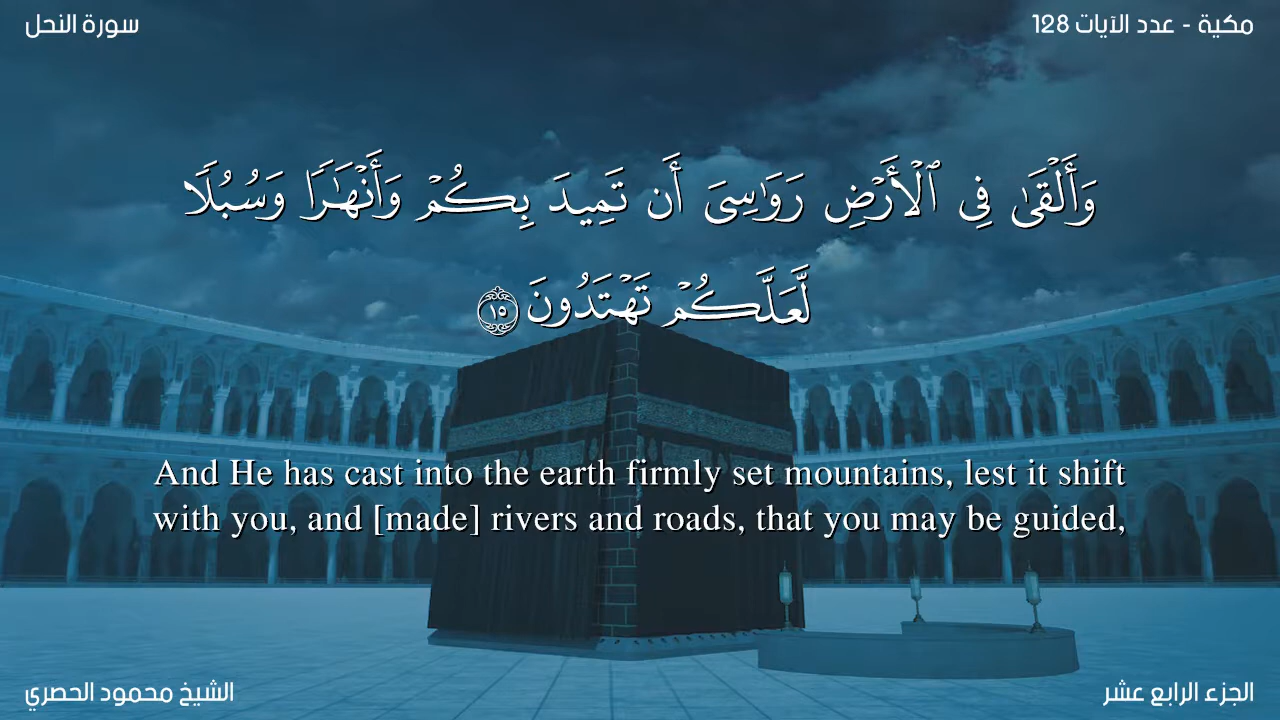 مكية - عدد الآيات 128
سورة النحل
وَأَلْقَىٰ فِى ٱلْأَرْضِ رَوَٰسِىَ أَن تَمِيدَ بِكُمْ وَأَنْهَـٰرًا وَسُبُلًا
لَّعَلَّكُمْ تَهْتَدُونَ ١٥
And He has cast into the earth firmly set mountains, lest it shift
with you, and [made] rivers and roads, that you may be guided,
الجزء الرابع عشر
الشيخ محمود الحصري